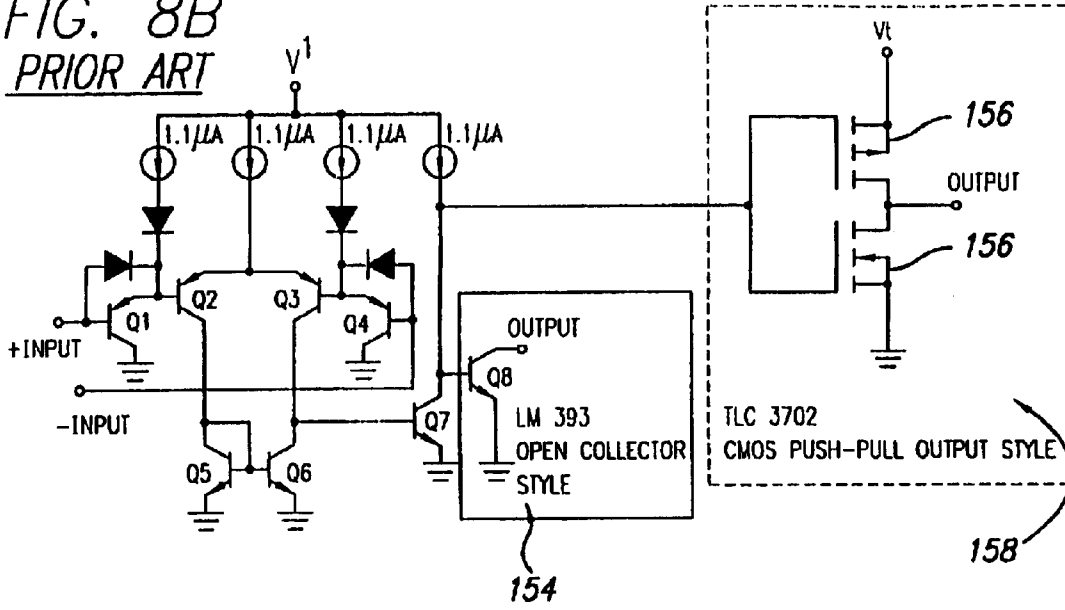 FIG. 8B
PRIOR ART
V1
1.1μA 1.1μA 1.1μA 1.1μA
Vt
156
OUTPUT
156
Q1
Q2
Q3
Q4
+INPUT
-INPUT
OUTPUT
Q8
Q7
Q5
Q6
LM 393
OPEN COLLECTOR
STYLE
TLC 3702
CMOS PUSH-PULL OUTPUT STYLE
154
158